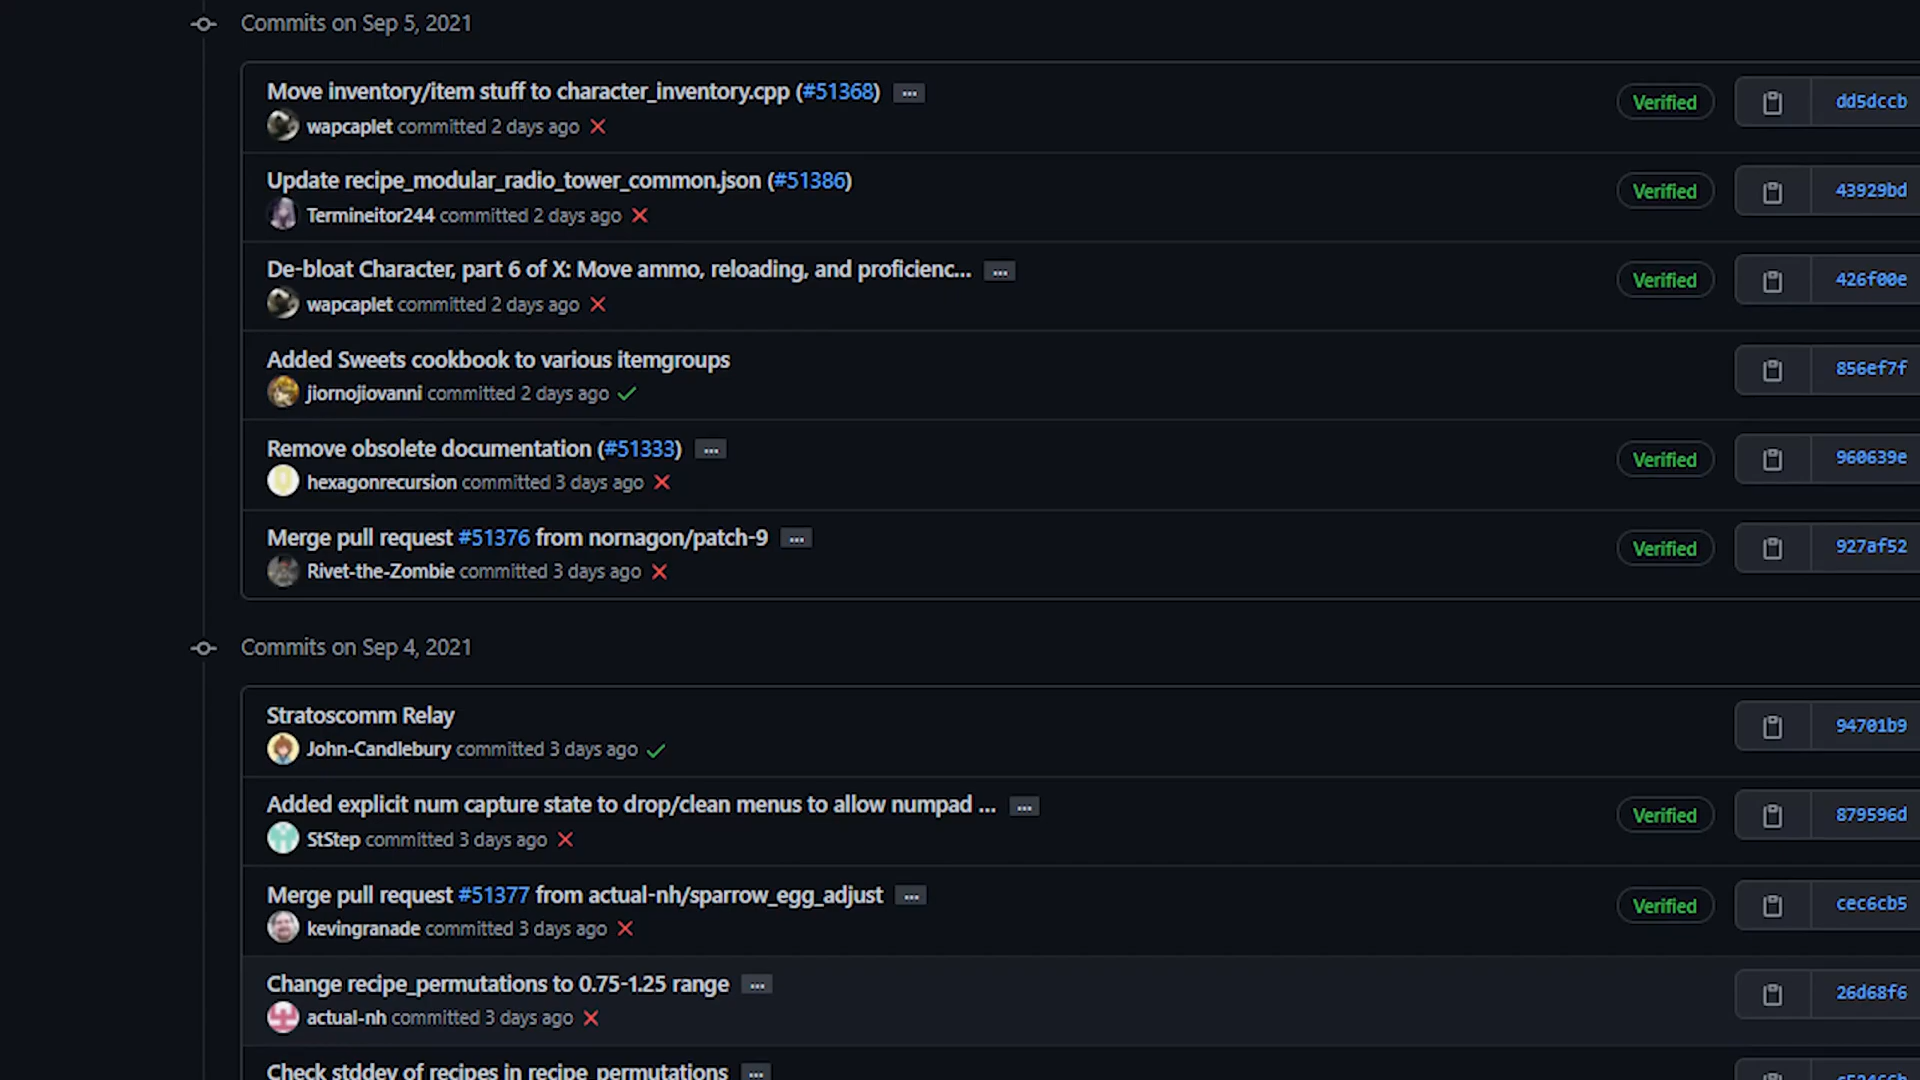 Commits on Sep 5, 2021
Move inventory/item stuff to character_inventory.cpp (#51368) ...
Verified
dd5dccb
wapcaplet committed 2 days ago
Update recipe_modular_radio_tower_common.json (#51386)
Verified
43929bd
Termineitor244 committed 2 days ago
De-bloat Character, part 6 of X: Move ammo, reloading, and proficienc... ...
Verified
426f00e
wapcaplet committed 2 days ago
Added Sweets cookbook to various itemgroups
856ef7f
jiornojiovanni committed 2 days ago
Remove obsolete documentation (#51333) ...
Verified
960639e
hexagonrecursion committed 3 days ago
Merge pull request #51376 from nornagon/patch-9 ...
Verified
927af52
Rivet-the-Zombie committed 3 days ago
Commits on Sep 4, 2021
Stratoscomm Relay
94701b9
John-Candlebury committed 3 days ago
Added explicit num capture state to drop/clean menus to allow numpad ... ...
Verified
879596d
StStep committed 3 days ago
Merge pull request #51377 from actual-nh/sparrow_egg_adjust ...
Verified
cec6cb5
kevingranade committed 3 days ago
Change recipe_permutations to 0.75-1.25 range ...
26d68f6
actual-nh committed 3 days ago
Check stddev of recipes in recipe_permutations ...